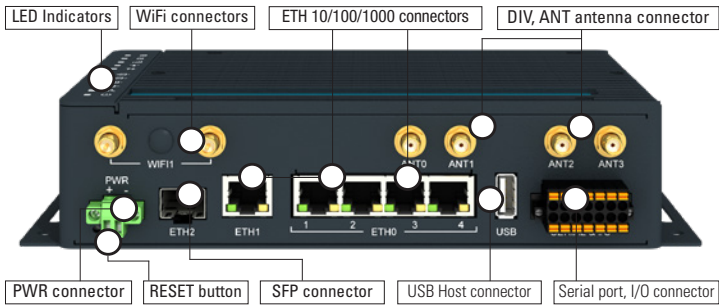 LED Indicators
WiFi connectors
ETH 10/100/1000 connectors
DIV, ANT antenna connector
WIFI1
ANT0
ANT1
ANT2
ANT3
PWR
+ -
ETH2
ETH1
1 2 3 4
ETH0
USB
PWR connector
RESET button
SFP connector
USB Host connector
Serial port, I/O connector